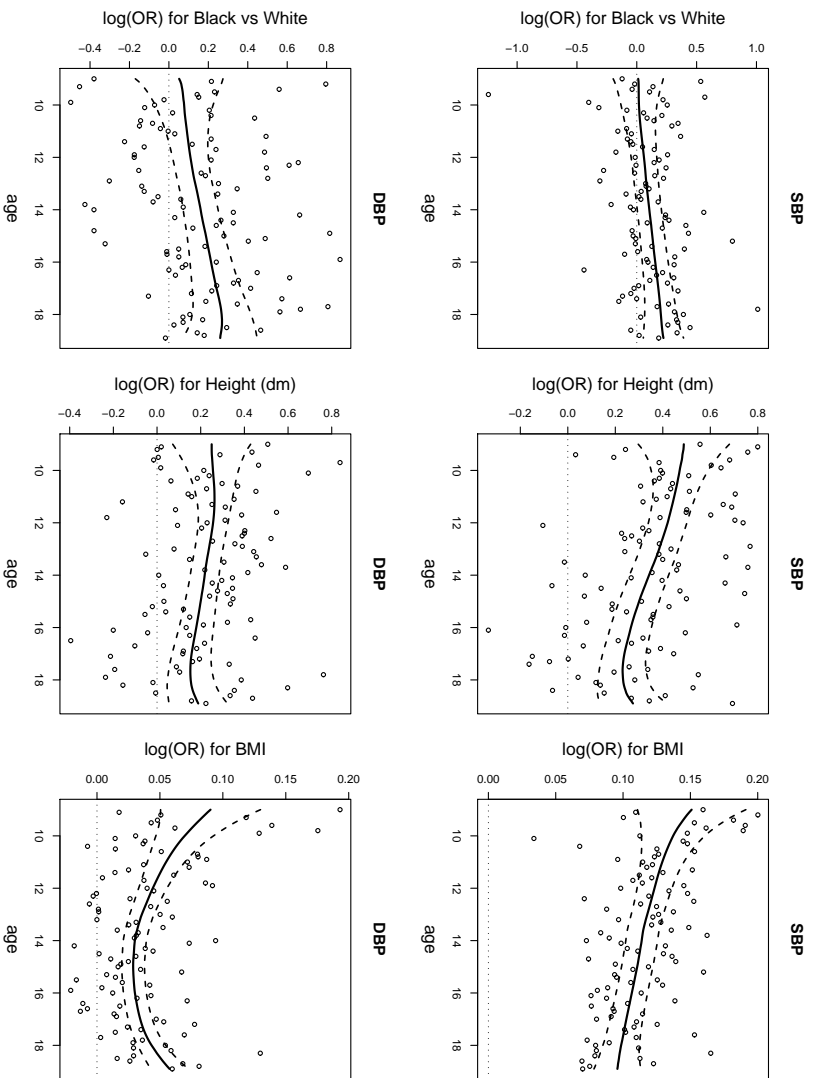 SBP
log(OR) for Black vs White
−1.0 −0.5 0.0 0.5 1.0
10 12 14 16 18
age
SBP
log(OR) for Height (dm)
−0.2 0.0 0.2 0.4 0.6 0.8
10 12 14 16 18
age
SBP
log(OR) for BMI
0.00 0.05 0.10 0.15 0.20
10 12 14 16 18
age
DBP
log(OR) for Black vs White
−0.4 −0.2 0.0 0.2 0.4 0.6 0.8
10 12 14 16 18
age
DBP
log(OR) for Height (dm)
−0.4 −0.2 0.0 0.2 0.4 0.6 0.8
10 12 14 16 18
age
DBP
log(OR) for BMI
0.00 0.05 0.10 0.15 0.20
10 12 14 16 18
age